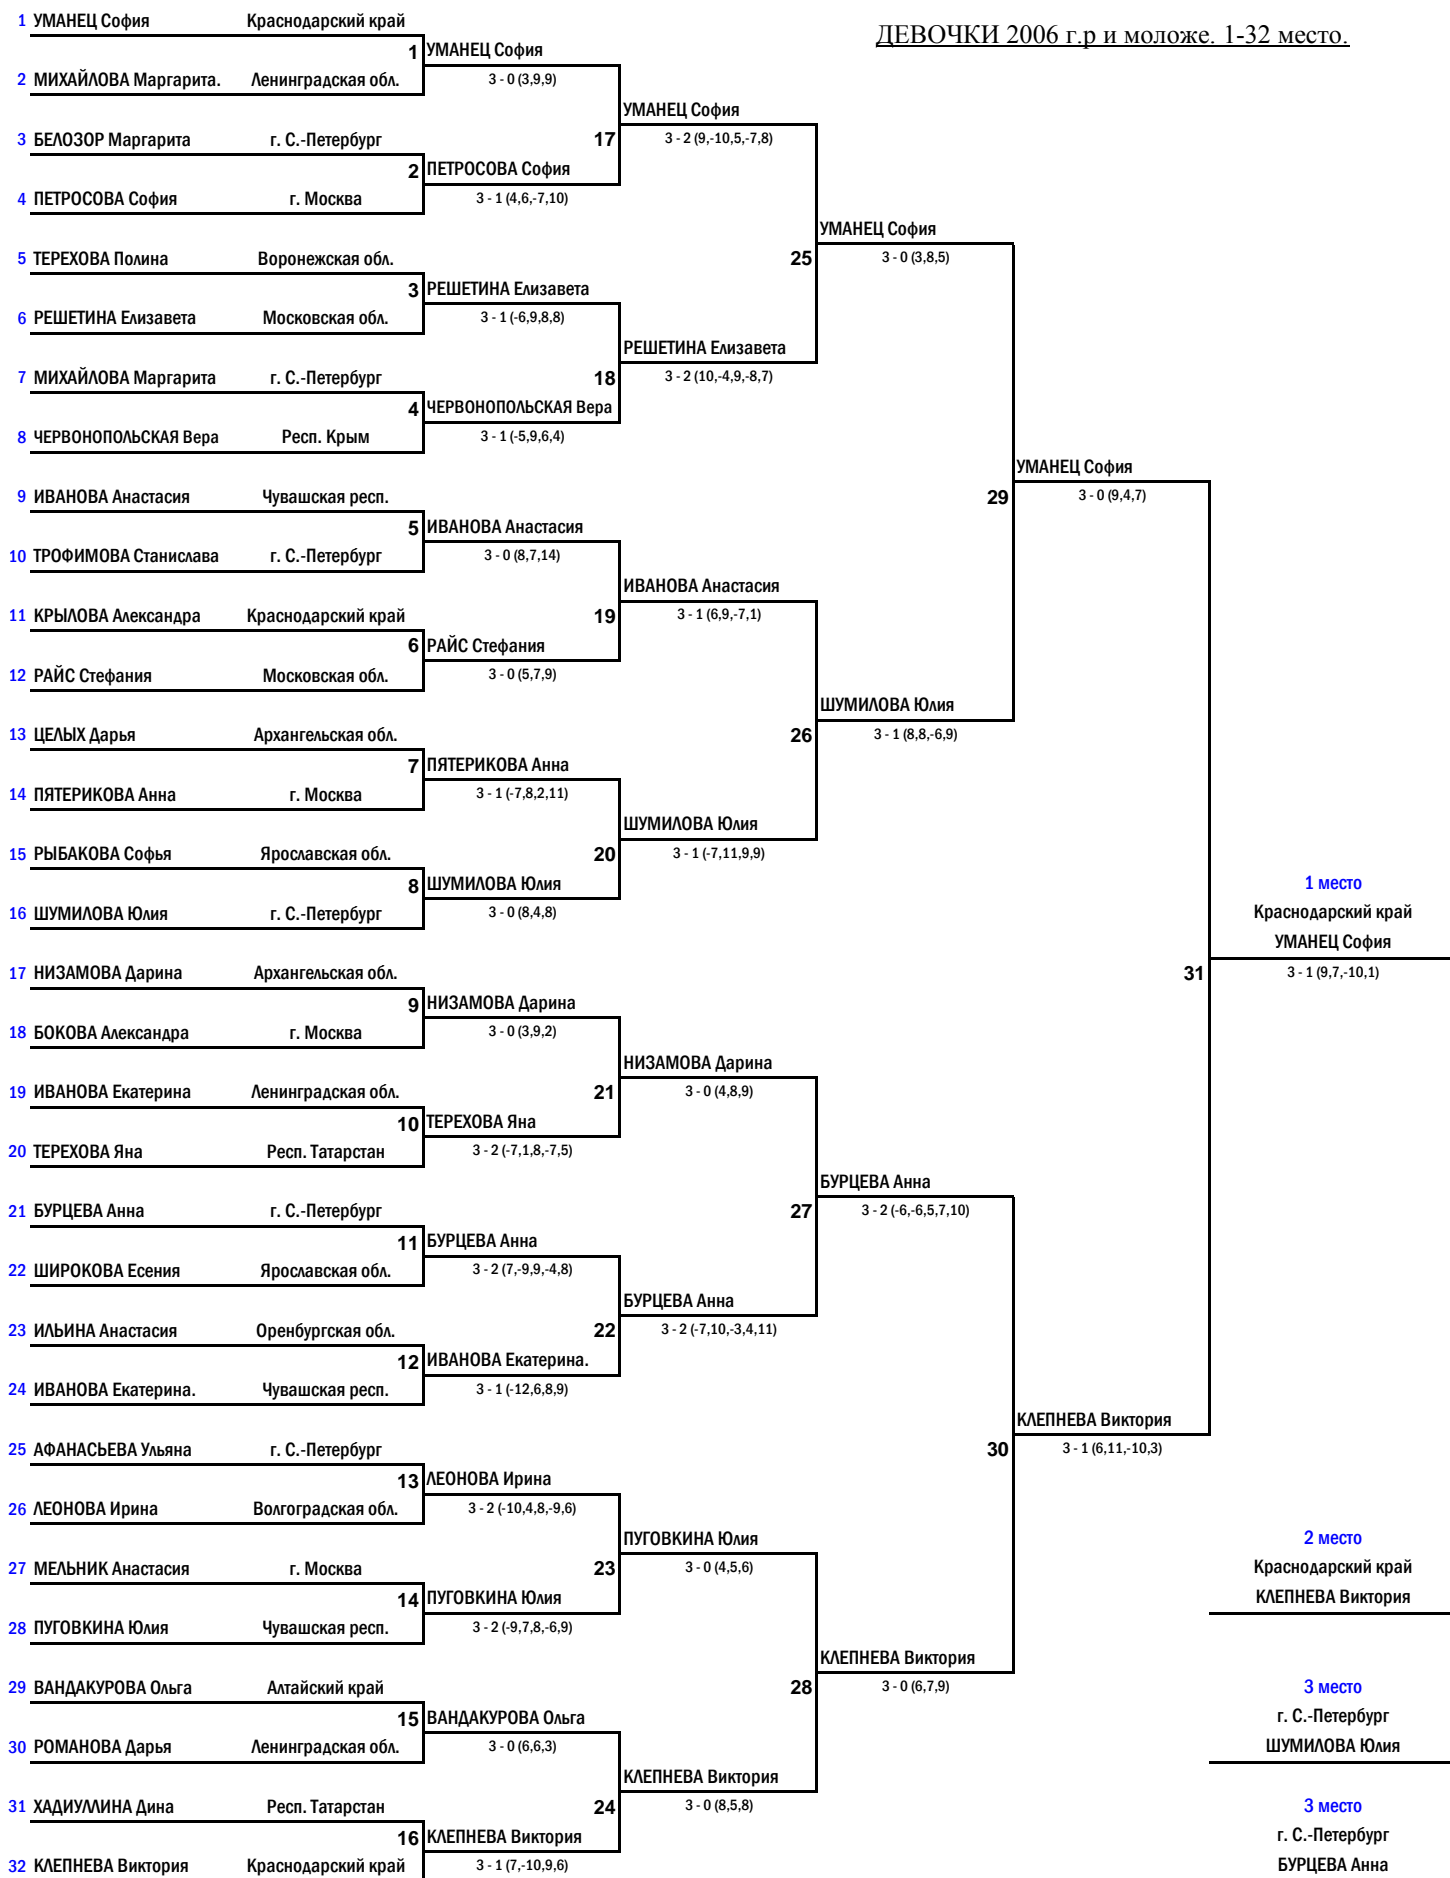 ДЕВОЧКИ 2006 г.р и моложе. 1-32 место.
1 УМАНЕЦ София Краснодарский край
1 УМАНЕЦ София
2 МИХАЙЛОВА Маргарита. Ленинградская обл.
3 - 0 (3,9,9)
УМАНЕЦ София
3 БЕЛОЗОР Маргарита г. С.-Петербург
17
3 - 2 (9,-10,5,-7,8)
2 ПЕТРОСОВА София
4 ПЕТРОСОВА София г. Москва
3 - 1 (4,6,-7,10)
УМАНЕЦ София
5 ТЕРЕХОВА Полина Воронежская обл.
25
3 - 0 (3,8,5)
3 РЕШЕТИНА Елизавета
6 РЕШЕТИНА Елизавета Московская обл.
3 - 1 (-6,9,8,8)
РЕШЕТИНА Елизавета
7 МИХАЙЛОВА Маргарита г. С.-Петербург
18
3 - 2 (10,-4,9,-8,7)
4 ЧЕРВОНОПОЛЬСКАЯ Вера
8 ЧЕРВОНОПОЛЬСКАЯ Вера Респ. Крым
3 - 1 (-5,9,6,4)
УМАНЕЦ София
9 ИВАНОВА Анастасия Чувашская респ.
29
3 - 0 (9,4,7)
5 ИВАНОВА Анастасия
10 ТРОФИМОВА Станислава г. С.-Петербург
3 - 0 (8,7,14)
ИВАНОВА Анастасия
11 КРЫЛОВА Александра Краснодарский край
19
3 - 1 (6,9,-7,1)
6 РАЙС Стефания
12 РАЙС Стефания Московская обл.
3 - 0 (5,7,9)
ШУМИЛОВА Юлия
13 ЦЕЛЫХ Дарья Архангельская обл.
26
3 - 1 (8,8,-6,9)
7 ПЯТЕРИКОВА Анна
14 ПЯТЕРИКОВА Анна г. Москва
3 - 1 (-7,8,2,11)
ШУМИЛОВА Юлия
15 РЫБАКОВА Софья Ярославская обл.
20
3 - 1 (-7,11,9,9)
8 ШУМИЛОВА Юлия
1 место
16 ШУМИЛОВА Юлия г. С.-Петербург
3 - 0 (8,4,8)
Краснодарский край
УМАНЕЦ София
17 НИЗАМОВА Дарина Архангельская обл.
31
3 - 1 (9,7,-10,1)
9 НИЗАМОВА Дарина
18 БОКОВА Александра г. Москва
3 - 0 (3,9,2)
НИЗАМОВА Дарина
19 ИВАНОВА Екатерина Ленинградская обл.
21
3 - 0 (4,8,9)
10 ТЕРЕХОВА Яна
20 ТЕРЕХОВА Яна Респ. Татарстан
3 - 2 (-7,1,8,-7,5)
БУРЦЕВА Анна
21 БУРЦЕВА Анна г. С.-Петербург
27
3 - 2 (-6,-6,5,7,10)
11 БУРЦЕВА Анна
22 ШИРОКОВА Есения Ярославская обл.
3 - 2 (7,-9,9,-4,8)
БУРЦЕВА Анна
23 ИЛЬИНА Анастасия Оренбургская обл.
22
3 - 2 (-7,10,-3,4,11)
12 ИВАНОВА Екатерина.
24 ИВАНОВА Екатерина. Чувашская респ.
3 - 1 (-12,6,8,9)
КЛЕПНЕВА Виктория
25 АФАНАСЬЕВА Ульяна г. С.-Петербург
30
3 - 1 (6,11,-10,3)
13 ЛЕОНОВА Ирина
26 ЛЕОНОВА Ирина Волгоградская обл.
3 - 2 (-10,4,8,-9,6)
ПУГОВКИНА Юлия
2 место
27 МЕЛЬНИК Анастасия г. Москва
23
3 - 0 (4,5,6)
Краснодарский край
14 ПУГОВКИНА Юлия
КЛЕПНЕВА Виктория
28 ПУГОВКИНА Юлия Чувашская респ.
3 - 2 (-9,7,8,-6,9)
КЛЕПНЕВА Виктория
29 ВАНДАКУРОВА Ольга Алтайский край
28
3 - 0 (6,7,9)
3 место
15 ВАНДАКУРОВА Ольга
г. С.-Петербург
30 РОМАНОВА Дарья Ленинградская обл.
3 - 0 (6,6,3)
ШУМИЛОВА Юлия
КЛЕПНЕВА Виктория
31 ХАДИУЛЛИНА Дина Респ. Татарстан
24
3 - 0 (8,5,8)
3 место
16 КЛЕПНЕВА Виктория
г. С.-Петербург
32 КЛЕПНЕВА Виктория Краснодарский край
3 - 1 (7,-10,9,6)
БУРЦЕВА Анна